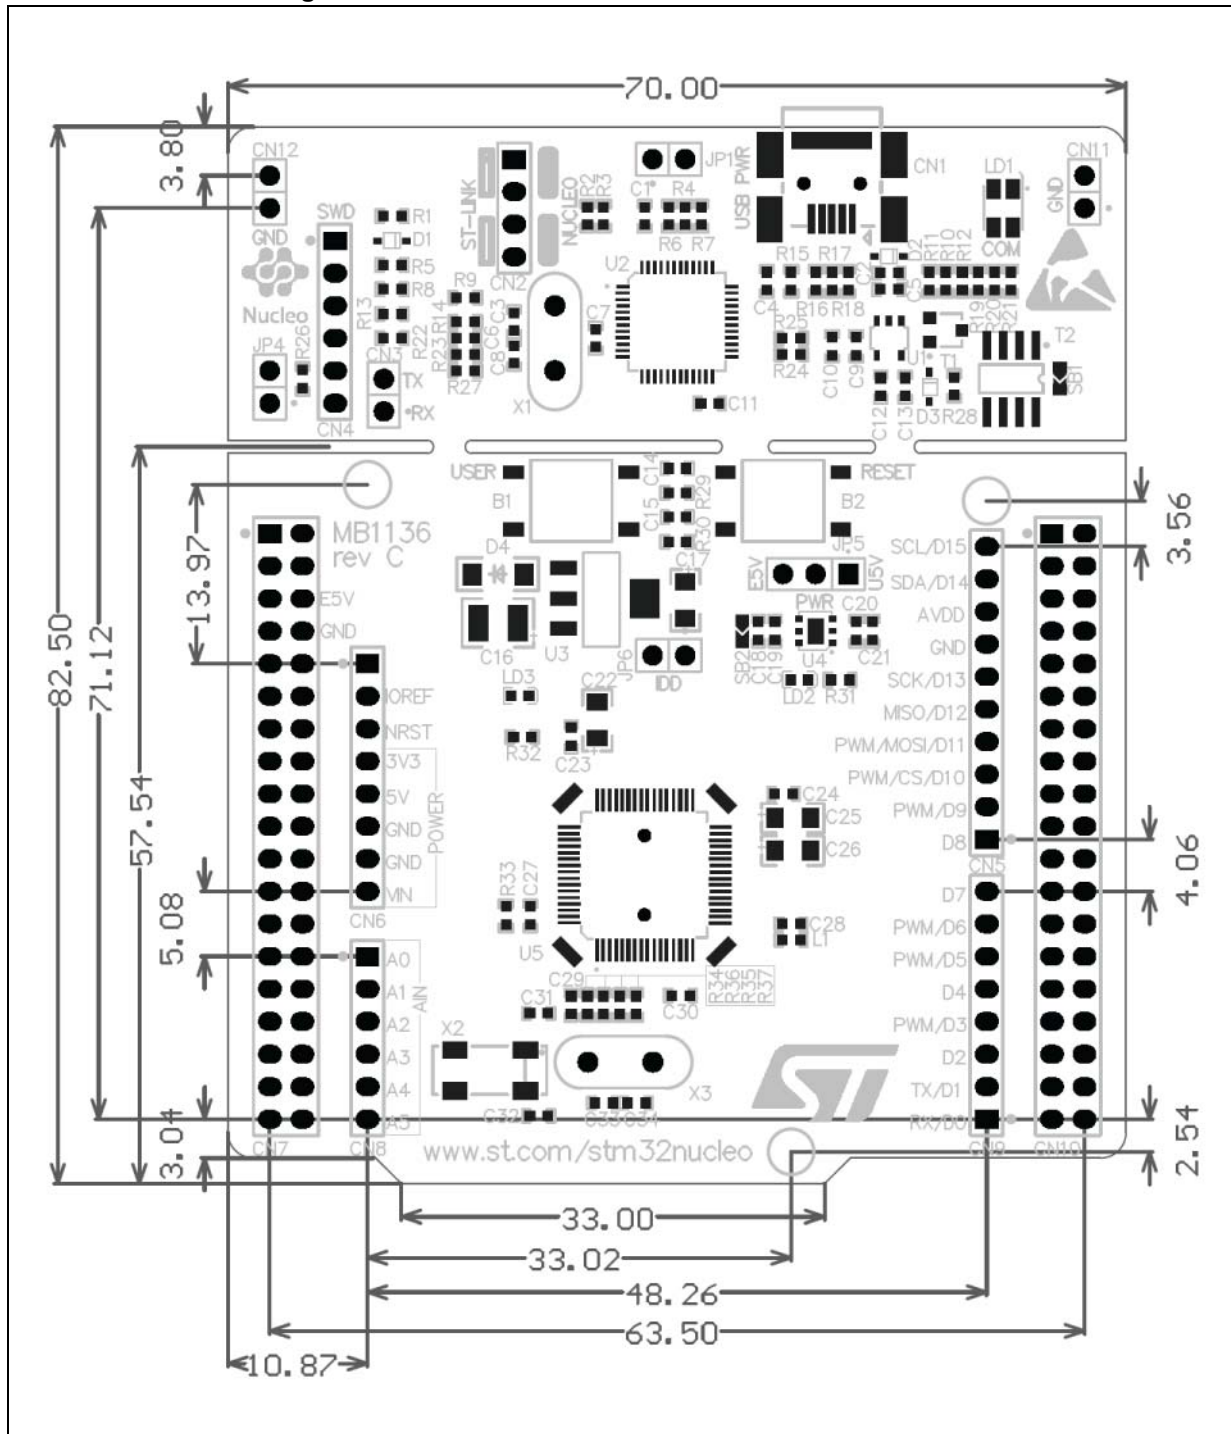 70.00
3.80
CN12
GND
SWD
R1
D1
R5
R8
R13
R22
Nucleo
JP4
R26
CN3
TX
RX
CN4
ST-LINK
NUCLEO
CN2
R2
R3
C1
R4
R6
R7
JP1
USB PWR
CN1
LD1
COM
CN11
GND
U2
R9
R14
R23
R27
C3
C6
C8
X1
C7
C11
R15
R17
C4
R16
R18
C2
D2
C5
R11
R10
R12
R19
R20
R21
R25
R24
C10
C9
U1
T1
T2
SB1
C12
C13
D3
R28
USER
B1
C14
R29
C15
R30
B2
RESET
3.56
MB1136
rev C
13.97
D4
C17
JP5
E5V
U5V
PWR
SCL/D15
SDA/D14
AVDD
GND
SCK/D13
MISO/D12
PWM/MOSI/D11
PWM/CS/D10
PWM/D9
D8
CN5
E5V
GND
C16
U3
JP6
IDD
SB2
C18
C19
U4
C20
C21
82.50
71.12
57.54
IOREF
NRST
3V3
5V
GND
GND
VIN
POWER
CN6
LD3
C22
R32
C23
LD2
R31
C24
C25
C26
4.06
5.08
R33
C27
U5
C28
L1
D7
PWM/D6
PWM/D5
D4
PWM/D3
D2
TX/D1
RX/D0
A0
A1
A2
A3
A4
A5
AIN
C29
R34
R36
R35
R37
C31
C30
X2
X3
C32
C33
C34
ST
3.04
CN7
CN8
www.st.com/stm32nucleo
CN9
CN10
2.54
33.00
33.02
48.26
63.50
10.87